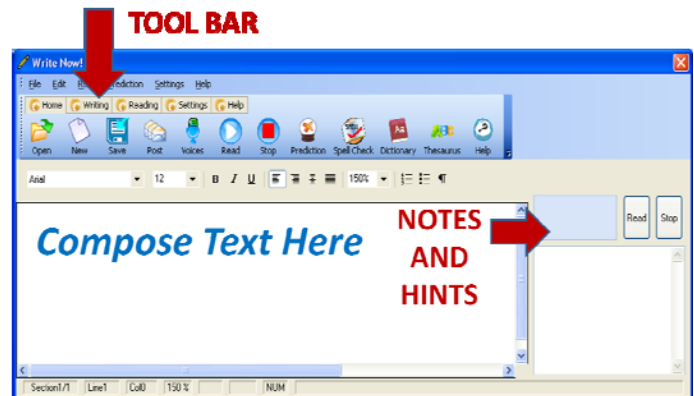 TOOL BAR
Write Now!
File Edit Prediction Settings Help
Home Writing Reading Settings Help
Open New Save Post Voices Read Stop Prediction Spell Check Dictionary Thesaurus Help
Arial 12 B I U 150% ¶
Compose Text Here
NOTES
AND
HINTS
Read Stop
Section1/1 Line1 Col0 150 % NUM